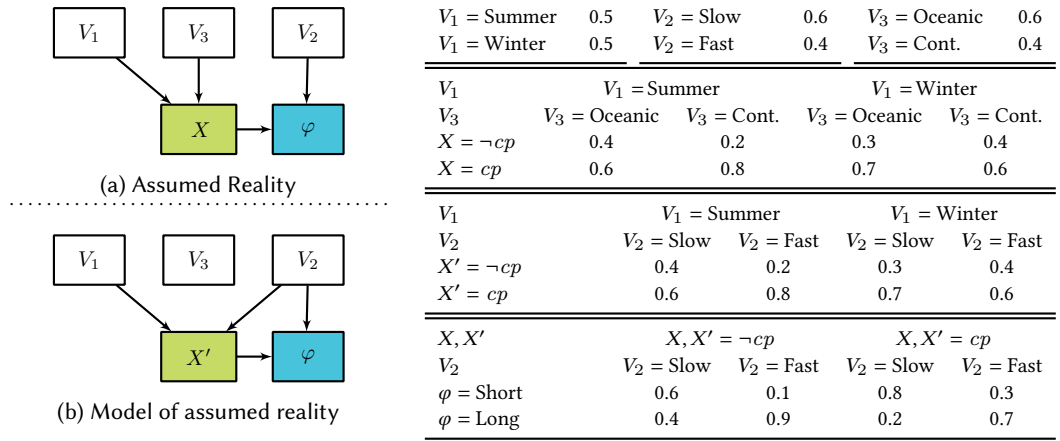 V₁ V₃ V₂
X φ
(a) Assumed Reality
V₁ V₃ V₂
X′ φ
(b) Model of assumed reality
V₁ = Summer 0.5 V₂ = Slow 0.6 V₃ = Oceanic 0.6
V₁ = Winter 0.5 V₂ = Fast 0.4 V₃ = Cont. 0.4
V₁ V₁ = Summer V₁ = Winter
V₃ V₃ = Oceanic V₃ = Cont. V₃ = Oceanic V₃ = Cont.
X = ¬cp 0.4 0.2 0.3 0.4
X = cp 0.6 0.8 0.7 0.6
V₁ V₁ = Summer V₁ = Winter
V₂ V₂ = Slow V₂ = Fast V₂ = Slow V₂ = Fast
X′ = ¬cp 0.4 0.2 0.3 0.4
X′ = cp 0.6 0.8 0.7 0.6
X, X′ X, X′ = ¬cp X, X′ = cp
V₂ V₂ = Slow V₂ = Fast V₂ = Slow V₂ = Fast
φ = Short 0.6 0.1 0.8 0.3
φ = Long 0.4 0.9 0.2 0.7